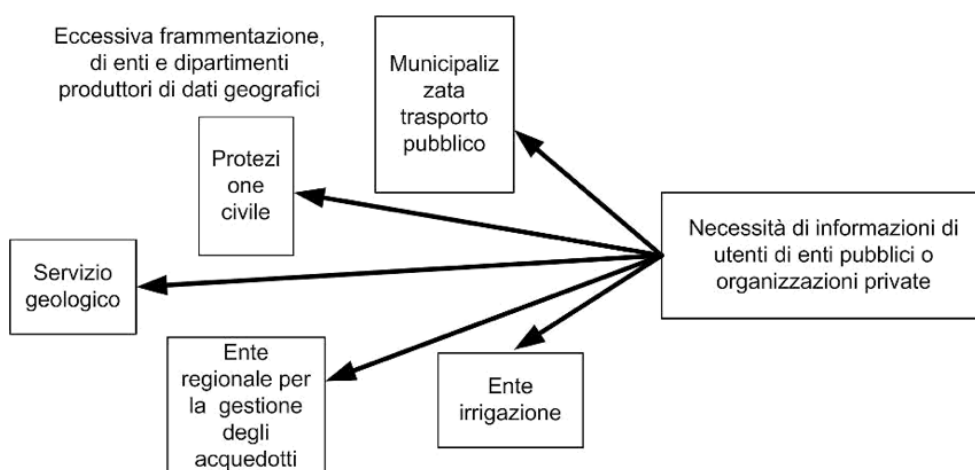 Eccessiva frammentazione,
di enti e dipartimenti
produttori di dati geografici
Municipaliz
zata
trasporto
pubblico
Protezi
one
civile
Necessità di informazioni di
utenti di enti pubblici o
organizzazioni private
Servizio
geologico
Ente
regionale per
la gestione
degli
acquedotti
Ente
irrigazione